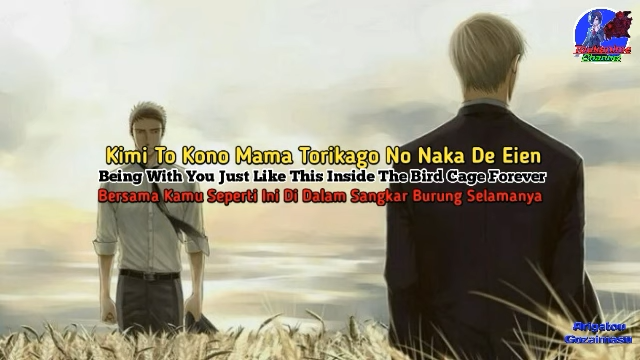 Kimi To Kono Mama Torikago No Naka De Eien
Being With You Just Like This Inside The Bird Cage Forever
Bersama Kamu Seperti Ini Di Dalam Sangkar Burung Selamanya
Arigatou
Gozaimasu